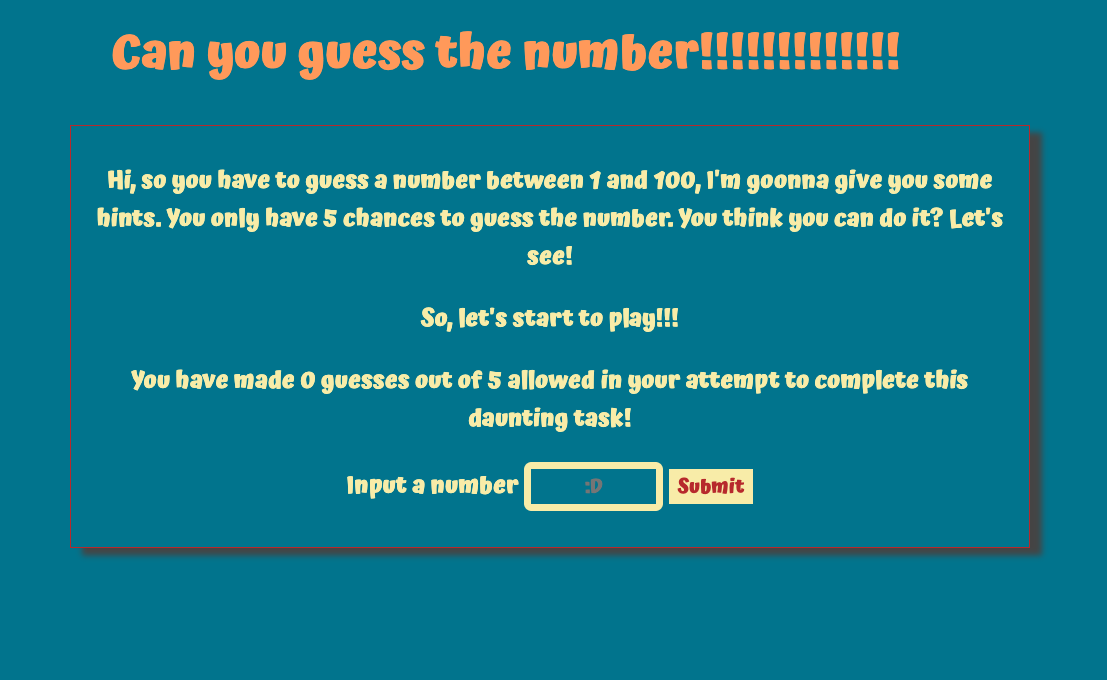 Can you guess the number!!!!!!!!!!!!!
Hi, so you have to guess a number between 1 and 100, I'm goonna give you some
hints. You only have 5 chances to guess the number. You think you can do it? Let's
see!
So, let's start to play!!!
You have made 0 guesses out of 5 allowed in your attempt to complete this
daunting task!
Input a number :D Submit